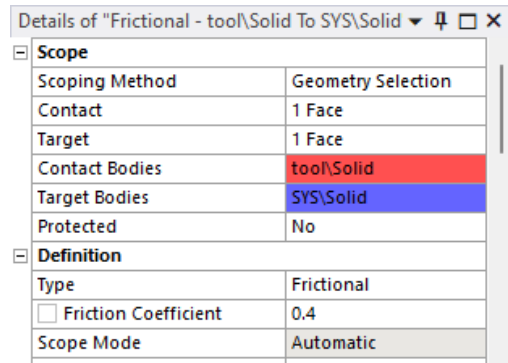 Details of "Frictional - tool\Solid To SYS\Solid
Scope
Scoping Method Geometry Selection
Contact 1 Face
Target 1 Face
Contact Bodies tool\Solid
Target Bodies SYS\Solid
Protected No
Definition
Type Frictional
Friction Coefficient 0.4
Scope Mode Automatic